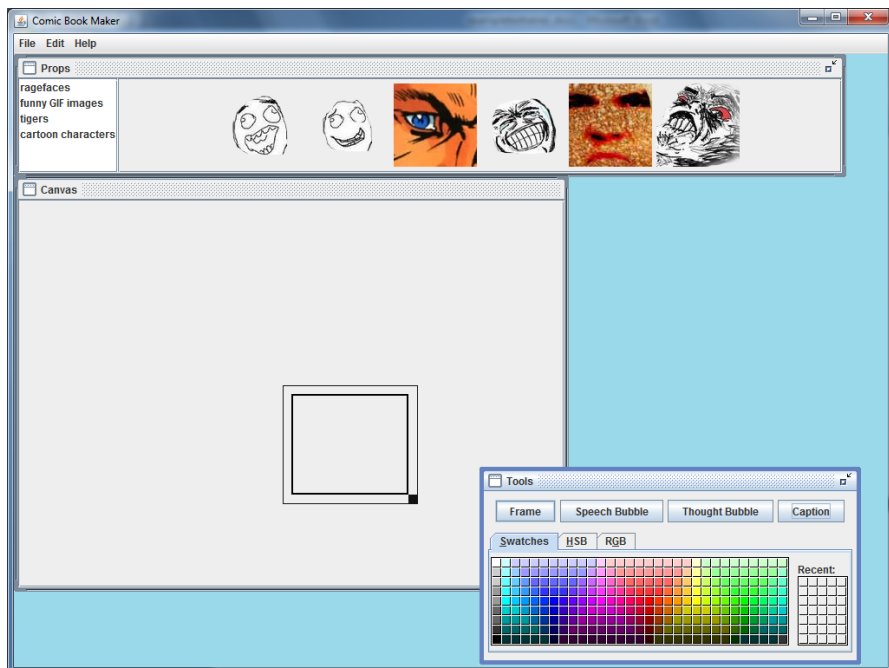 Comic Book Maker
File Edit Help
Props
ragefaces
funny GIF images
tigers
cartoon characters
Canvas
Tools
Frame Speech Bubble Thought Bubble Caption
Swatches HSB RGB
Recent: